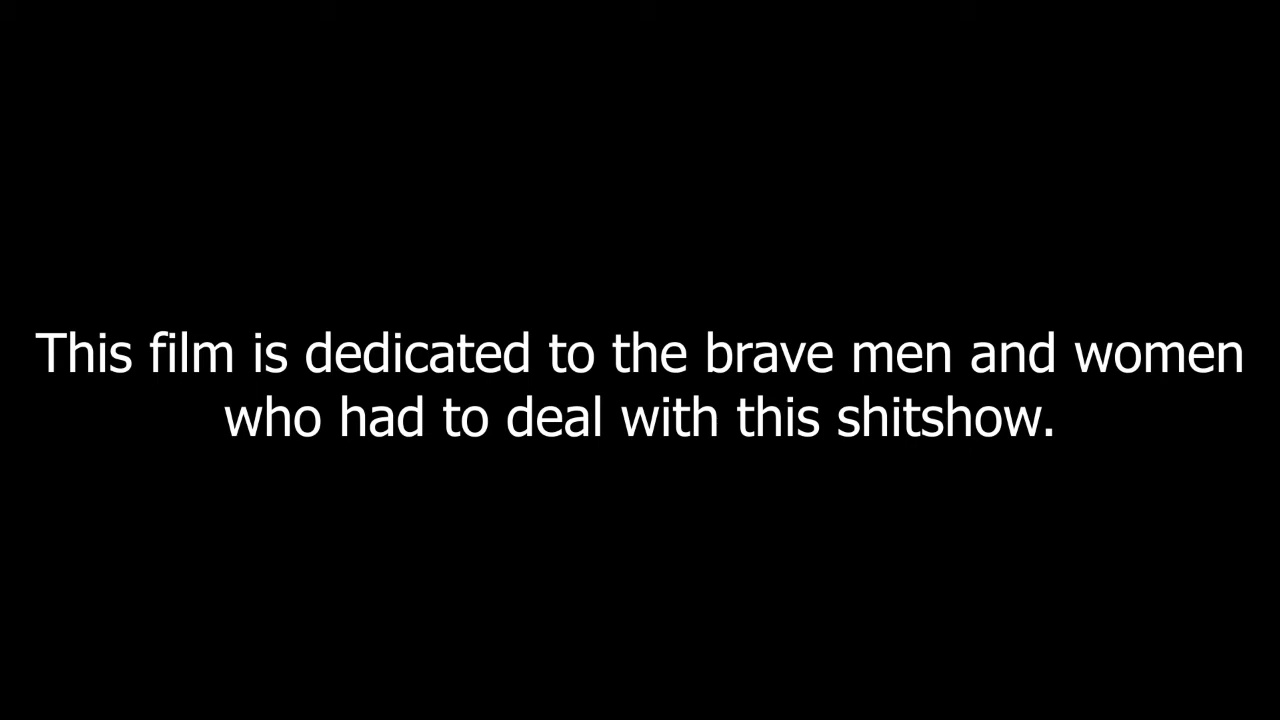 This film is dedicated to the brave men and women
who had to deal with this shitshow.